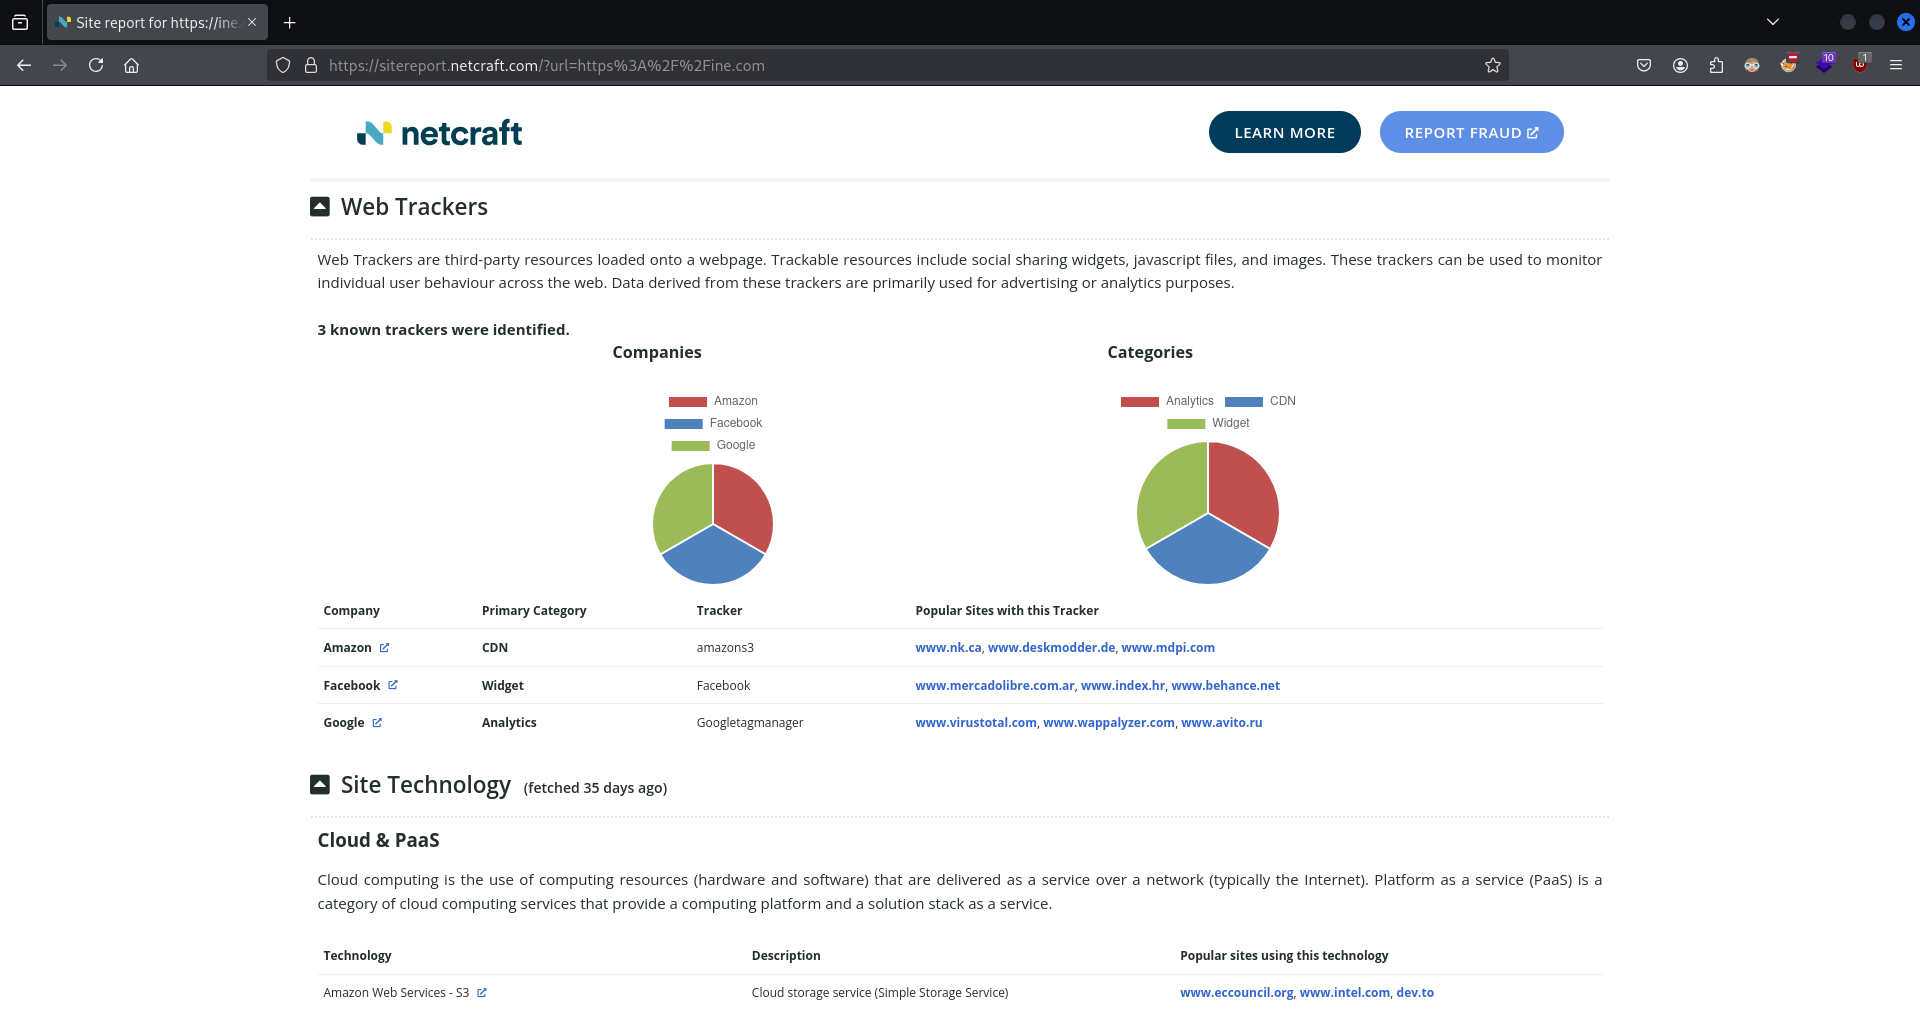 Site report for https://ine.
https://sitereport.netcraft.com/?url=https%3A%2F%2Fine.com
10
1
netcraft
LEARN MORE
REPORT FRAUD
Web Trackers
Web Trackers are third-party resources loaded onto a webpage. Trackable resources include social sharing widgets, javascript files, and images. These trackers can be used to monitor
individual user behaviour across the web. Data derived from these trackers are primarily used for advertising or analytics purposes.
3 known trackers were identified.
Companies
Categories
Amazon
Facebook
Google
Analytics CDN
Widget
Company Primary Category Tracker Popular Sites with this Tracker
Amazon CDN amazons3 www.nk.ca, www.deskmodder.de, www.mdpi.com
Facebook Widget Facebook www.mercadolibre.com.ar, www.index.hr, www.behance.net
Google Analytics Googletagmanager www.virustotal.com, www.wappalyzer.com, www.avito.ru
Site Technology (fetched 35 days ago)
Cloud & PaaS
Cloud computing is the use of computing resources (hardware and software) that are delivered as a service over a network (typically the Internet). Platform as a service (PaaS) is a
category of cloud computing services that provide a computing platform and a solution stack as a service.
Technology Description Popular sites using this technology
Amazon Web Services - S3 Cloud storage service (Simple Storage Service) www.eccouncil.org, www.intel.com, dev.to